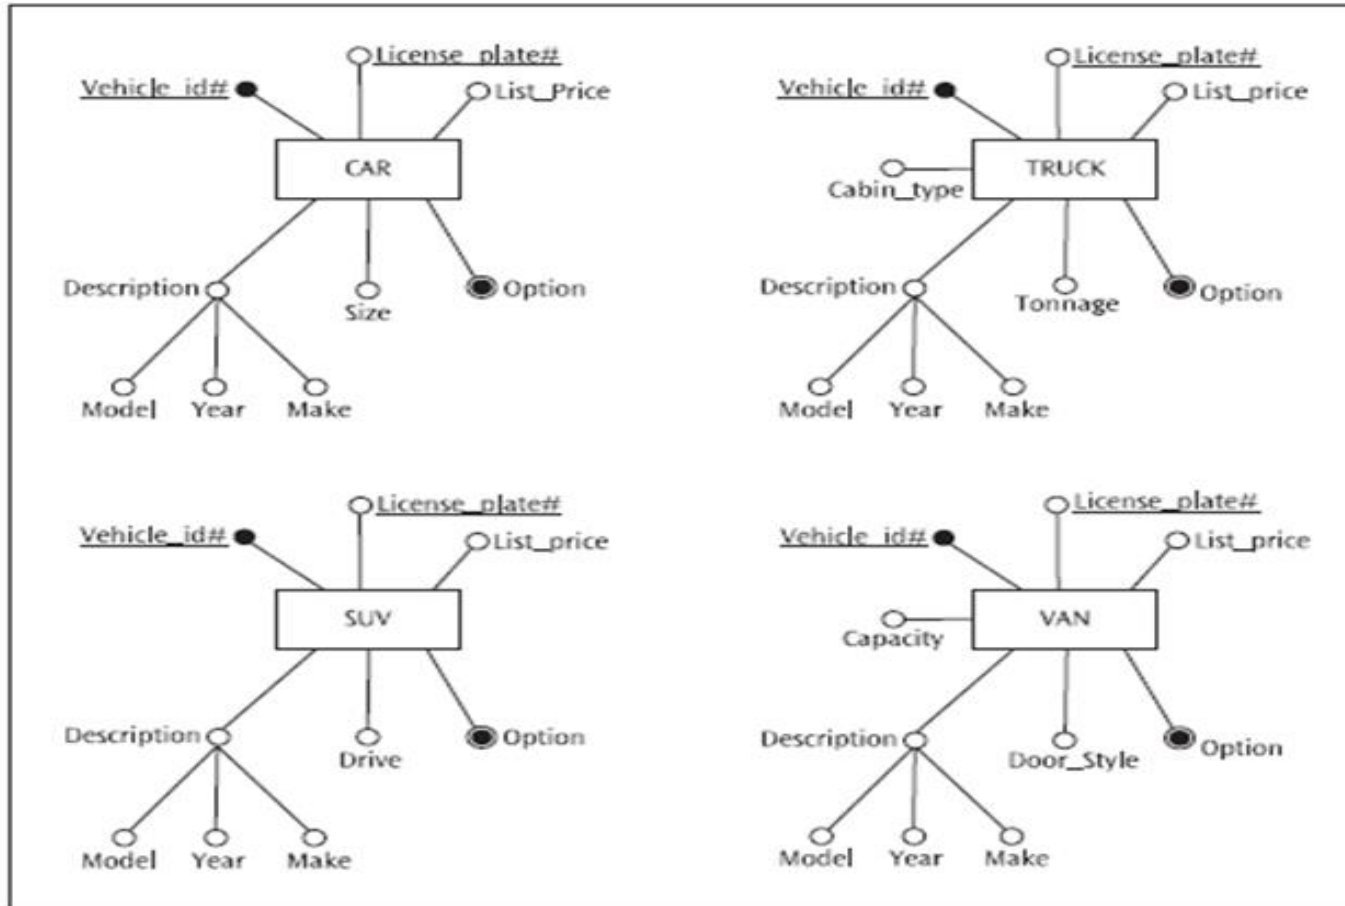 License_plate#
License_plate#
Vehicle_id#
List_Price
Vehicle_id#
List_price
CAR
TRUCK
Cabin_type
Description
Option
Description
Option
Size
Tonnage
Model Year Make
Model Year Make
License_plate#
License_plate#
Vehicle_id#
List_price
Vehicle_id#
List_price
SUV
VAN
Capacity
Description
Option
Description
Option
Drive
Door_Style
Model Year Make
Model Year Make